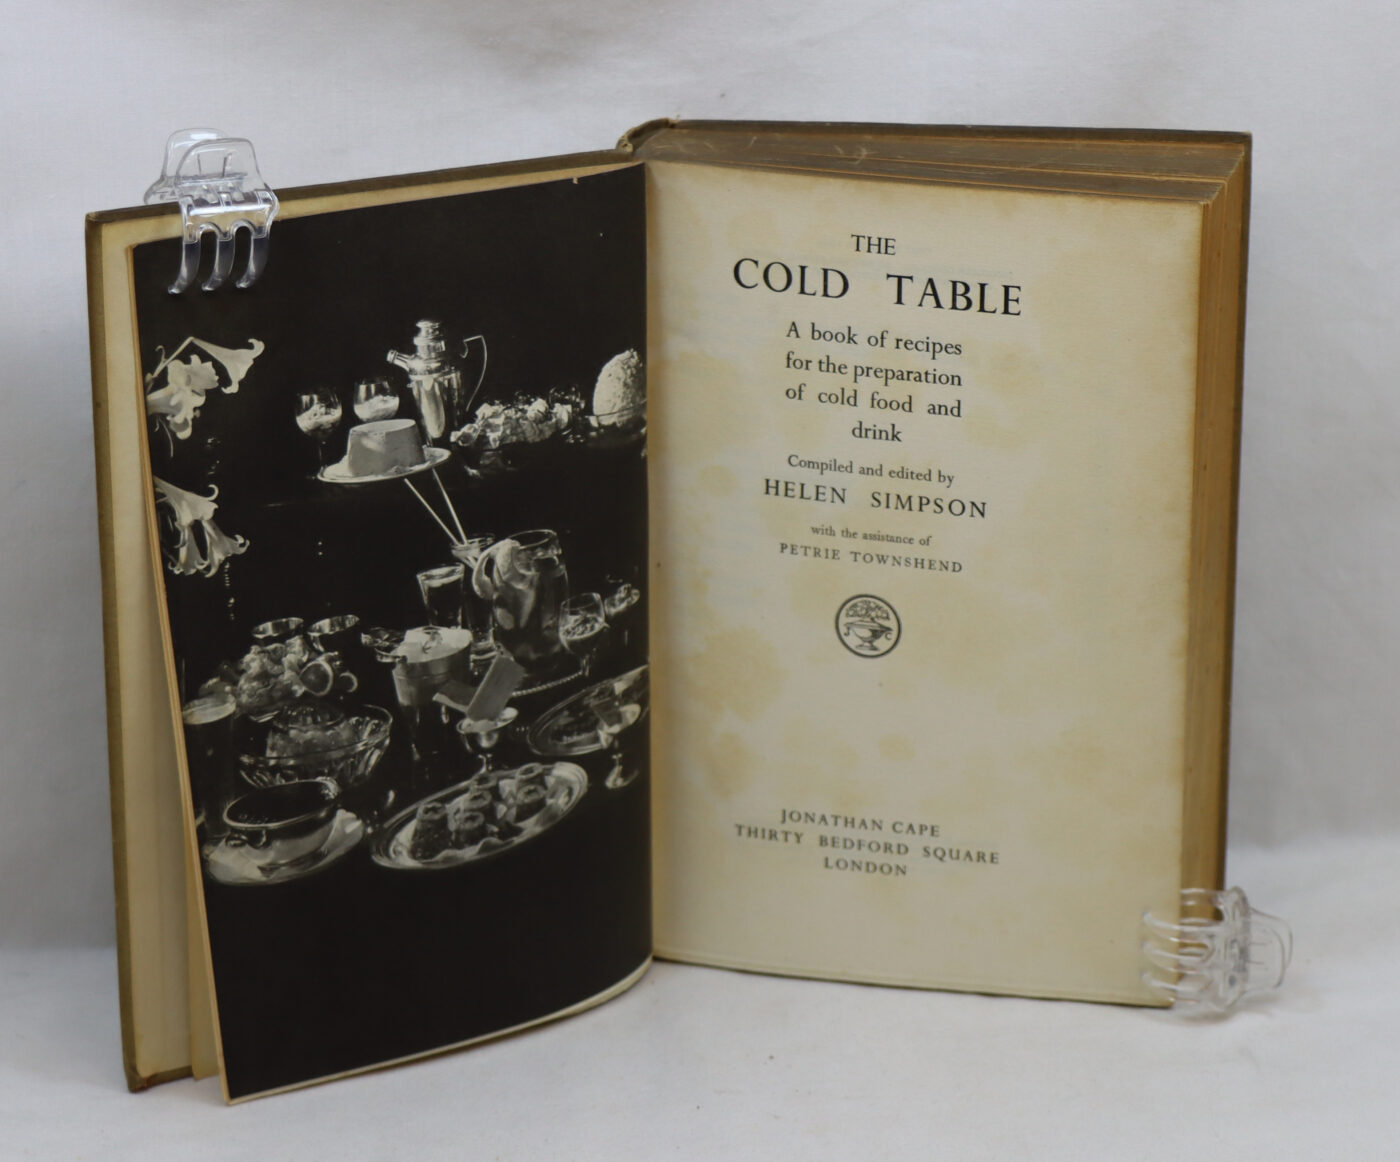 THE
COLD TABLE
A book of recipes
for the preparation
of cold food and
drink
Compiled and edited by
HELEN SIMPSON
with the assistance of
PETRIE TOWNSHEND
JONATHAN CAPE
THIRTY BEDFORD SQUARE
LONDON